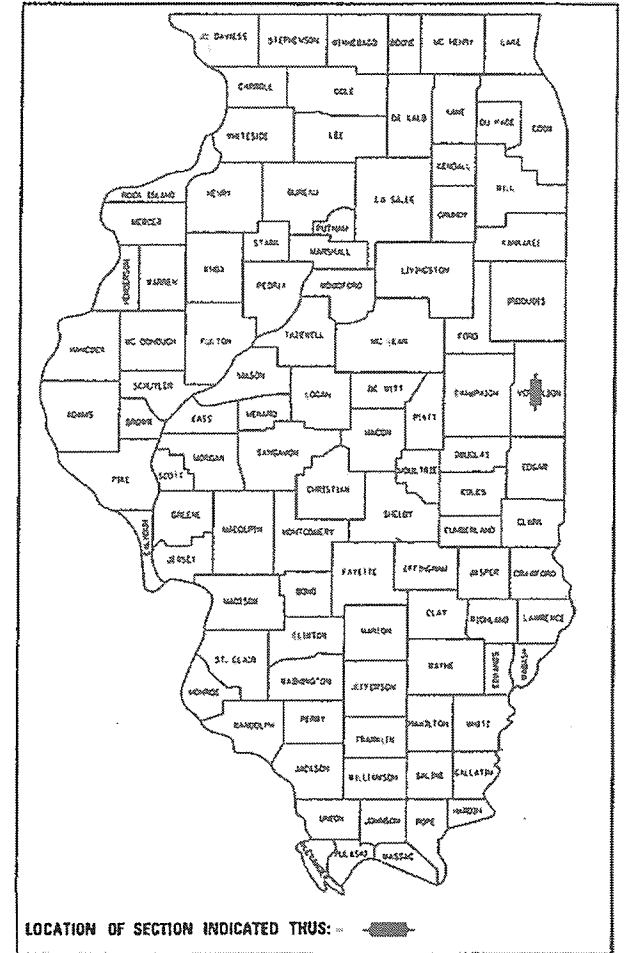 JO DAVIESS STEPHENSON WINNEBAGO BOONE MC HENRY LAKE
CARROLL OGLE
DE KALB KANE DU PAGE COOK
WHITESIDE LEE
KENDALL WILL
ROCK ISLAND HENRY BUREAU LA SALLE GRUNDY
MERCER PUTNAM KANKAKEE
STARK MARSHALL LIVINGSTON
HENDERSON WARREN KNOX PEORIA WOODFORD IROQUOIS
HANCOCK MC DONOUGH FULTON TAZEWELL MC LEAN FORD
SCHUYLER MASON LOGAN DE WITT CHAMPAIGN
ADAMS BROWN CASS MENARD MACON PIATT
MORGAN SANGAMON DOUGLAS EDGAR
PIKE SCOTT CHRISTIAN MOULTRIE COLES
GREENE MACOUPIN MONTGOMERY SHELBY CUMBERLAND CLARK
CALHOUN JERSEY
FAYETTE EFFINGHAM JASPER CRAWFORD
MADISON BOND CLAY RICHLAND LAWRENCE
CLINTON MARION
ST. CLAIR WAYNE EDWARDS WABASH
MONROE WASHINGTON JEFFERSON
RANDOLPH PERRY HAMILTON WHITE
FRANKLIN
JACKSON WILLIAMSON SALINE GALLATIN
UNION JOHNSON POPE HARDIN
ALEXANDER PULASKI MASSAC
LOCATION OF SECTION INDICATED THUS: -